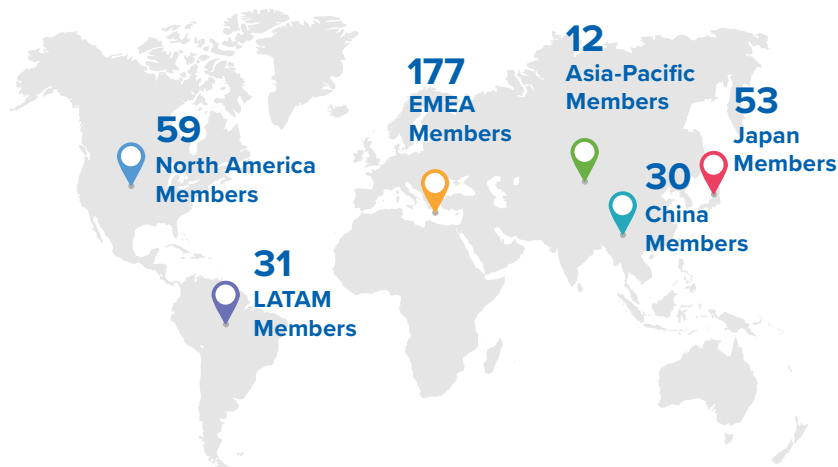 12
Asia-Pacific
Members
177
EMEA
Members
53
Japan
Members
59
North America
Members
30
China
Members
31
LATAM
Members